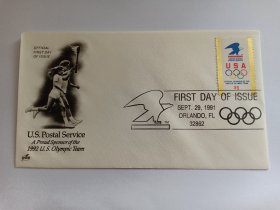 OFFICIAL
FIRST DAY
OF ISSUE
U.S. Postal Service
A Proud Sponsor of the
1992 U.S. Olympic Team
USA
FIRST DAY OF ISSUE
SEPT. 29, 1991
ORLANDO, FL
32862